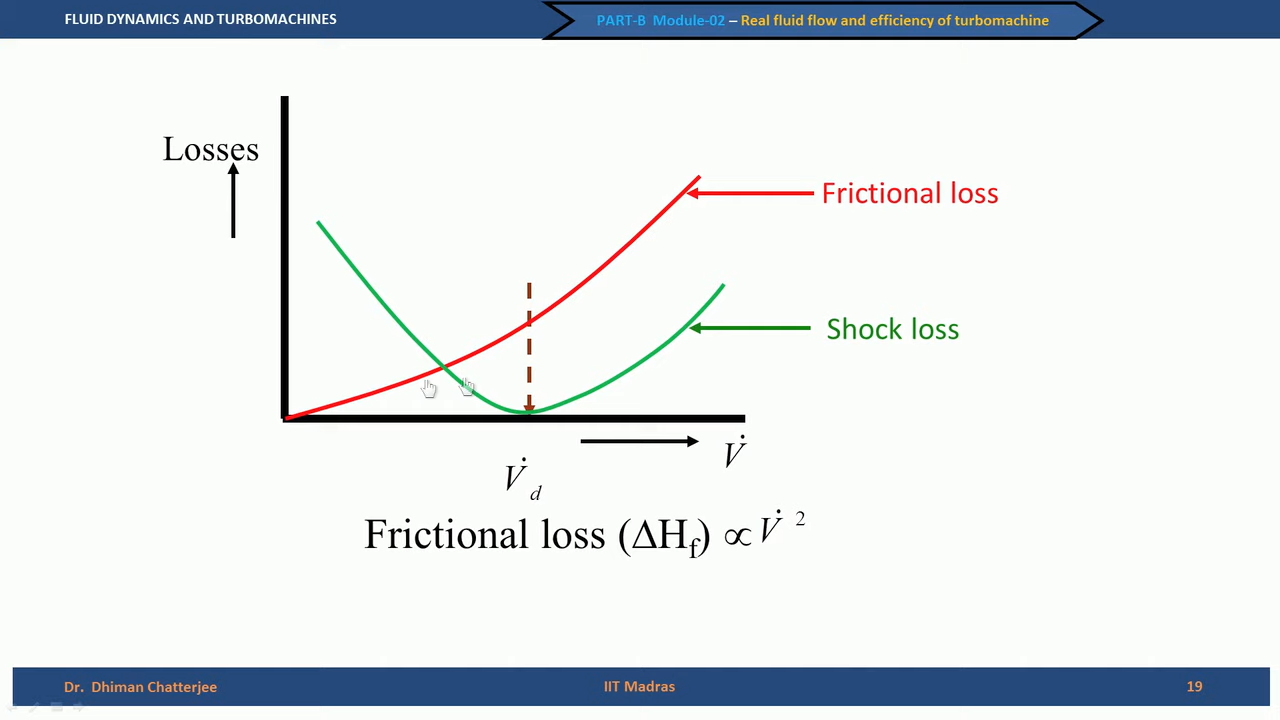 FLUID DYNAMICS AND TURBOMACHINES
PART-B Module-02 – Real fluid flow and efficiency of turbomachine
Losses
Frictional loss
Shock loss
V̇
V̇ d
Frictional loss (ΔHf) ∝ V̇ 2
Dr. Dhiman Chatterjee
IIT Madras
19